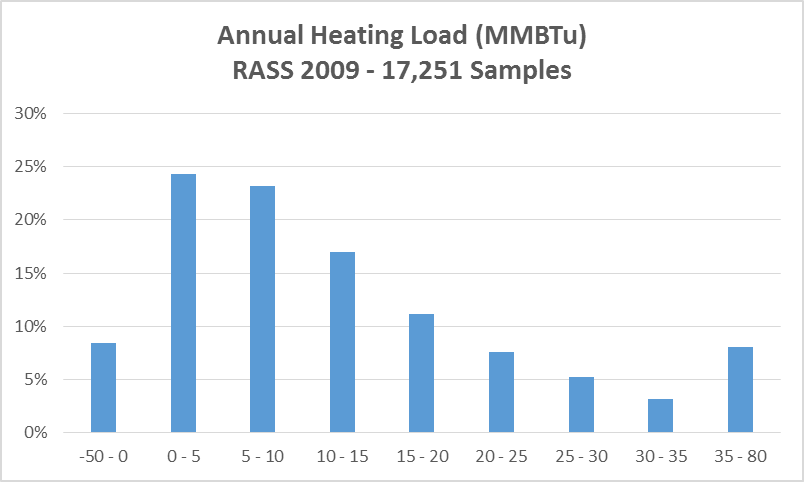 Annual Heating Load (MMBTu)
RASS 2009 - 17,251 Samples
30%
25%
20%
15%
10%
5%
0%
-50 - 0 0 - 5 5 - 10 10 - 15 15 - 20 20 - 25 25 - 30 30 - 35 35 - 80